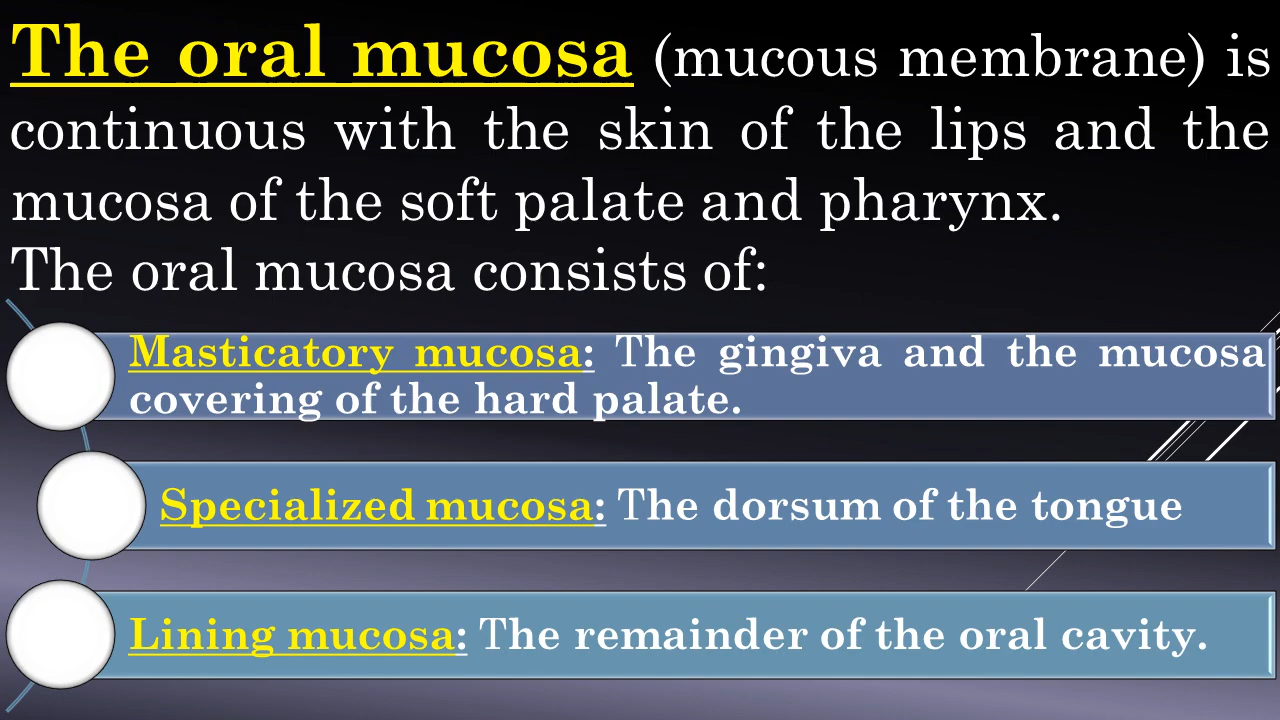 The oral mucosa (mucous membrane) is
continuous with the skin of the lips and the
mucosa of the soft palate and pharynx.
The oral mucosa consists of:
Masticatory mucosa: The gingiva and the mucosa
covering of the hard palate.
Specialized mucosa: The dorsum of the tongue
Lining mucosa: The remainder of the oral cavity.